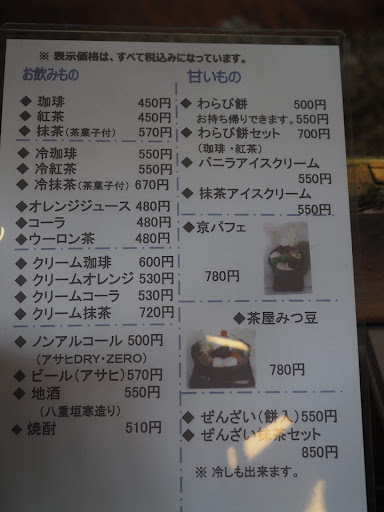 ※ 表示価格は、すべて税込みになっています。
お飲みもの
◆ 珈琲 450円
◆ 紅茶 450円
◆ 抹茶(茶菓子付) 570円
◆ 冷珈琲 550円
◆ 冷紅茶 550円
◆ 冷抹茶(茶菓子付) 670円
◆オレンジジュース 480円
◆コーラ 480円
◆ウーロン茶 480円
◆ クリーム珈琲 600円
◆ クリームオレンジ 530円
◆ クリームコーラ 530円
◆ クリーム抹茶 720円
◆ ノンアルコール 500円
(アサヒDRY・ZERO)
◆ ビール(アサヒ)570円
◆ 地酒 550円
(八重垣寒造り)
◆ 焼酎 510円
甘いもの
◆ わらび餅 500円
お持ち帰りできます。550円
◆ わらび餅セット 700円
(珈琲・紅茶)
◆ バニラアイスクリーム
550円
◆ 抹茶アイスクリーム
550円
◆京パフェ
780円
◆茶屋みつ豆
780円
◆ ぜんざい(餅入)550円
◆ ぜんざい抹茶セット
850円
※ 冷しも出来ます。